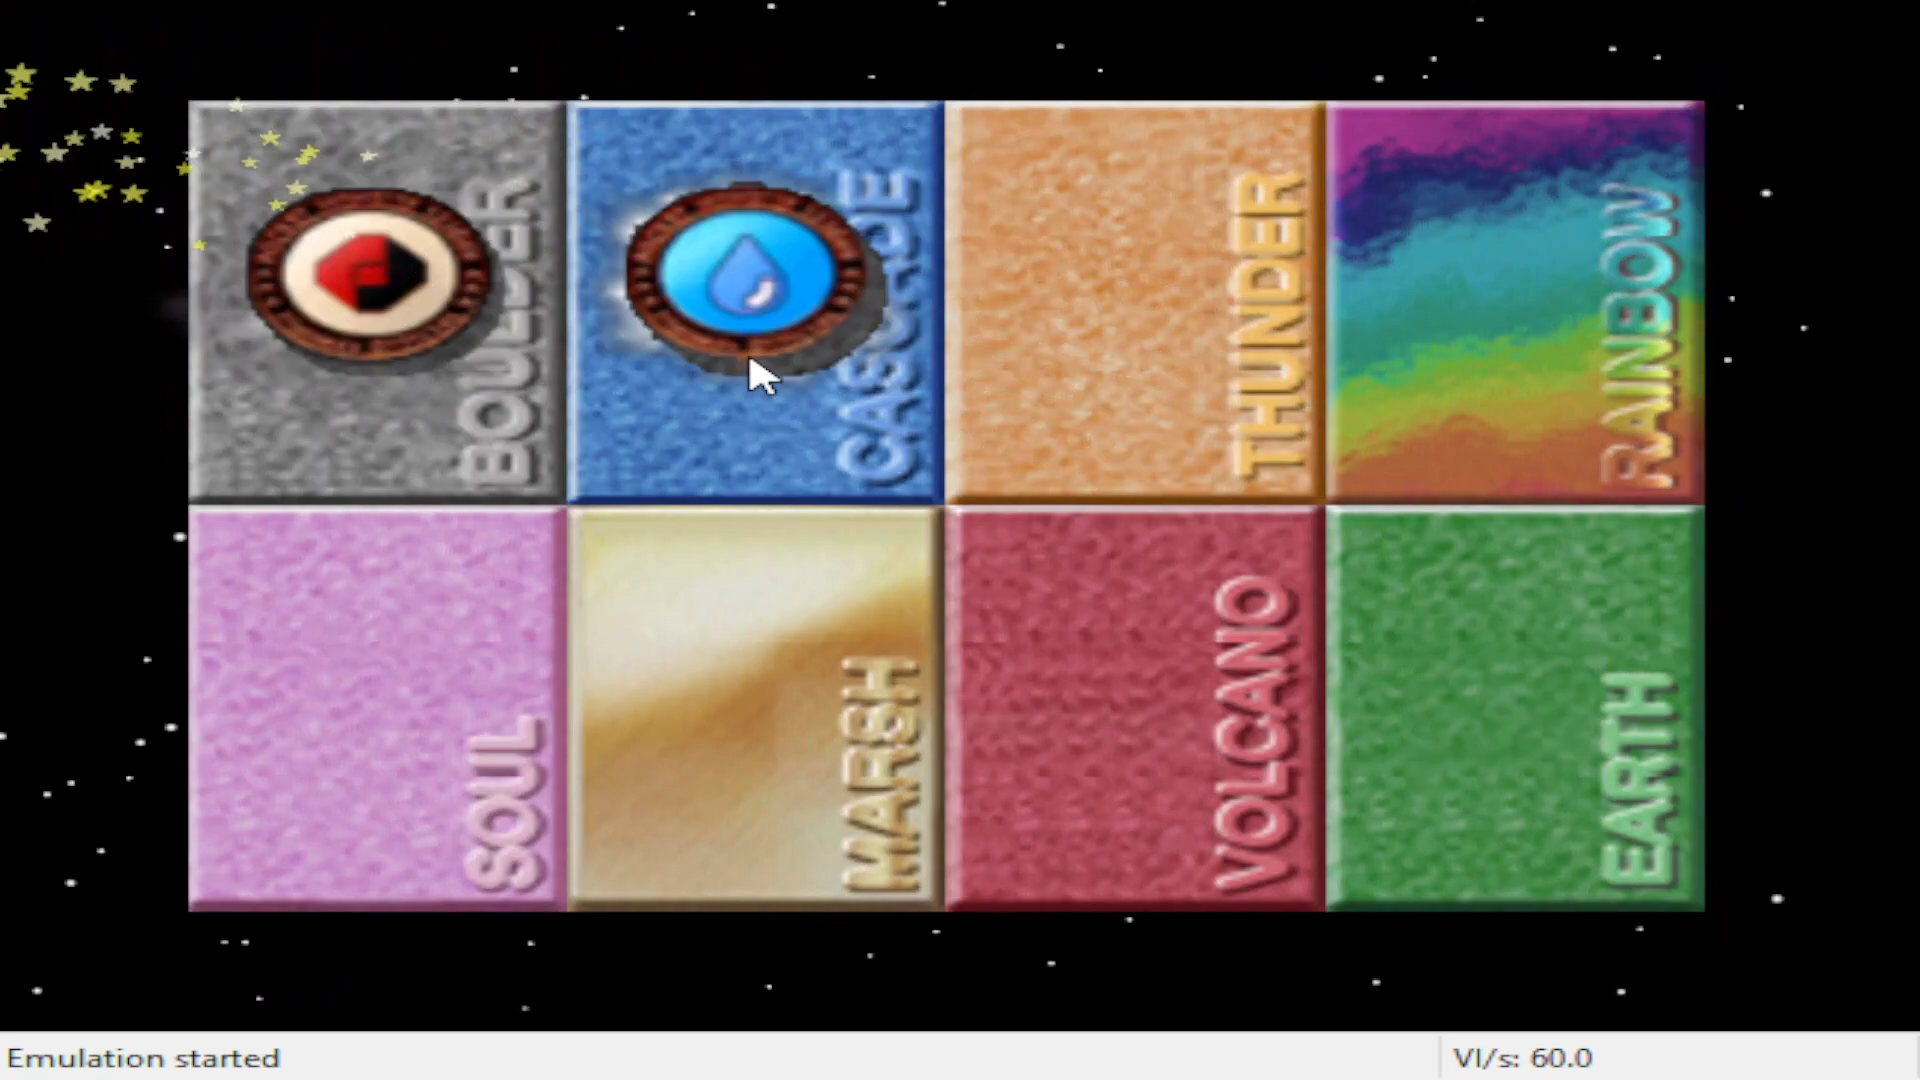 BOULDER
CASCADE
THUNDER
RAINBOW
SOUL
MARSH
VOLCANO
EARTH
Emulation started
VI/s: 60.0